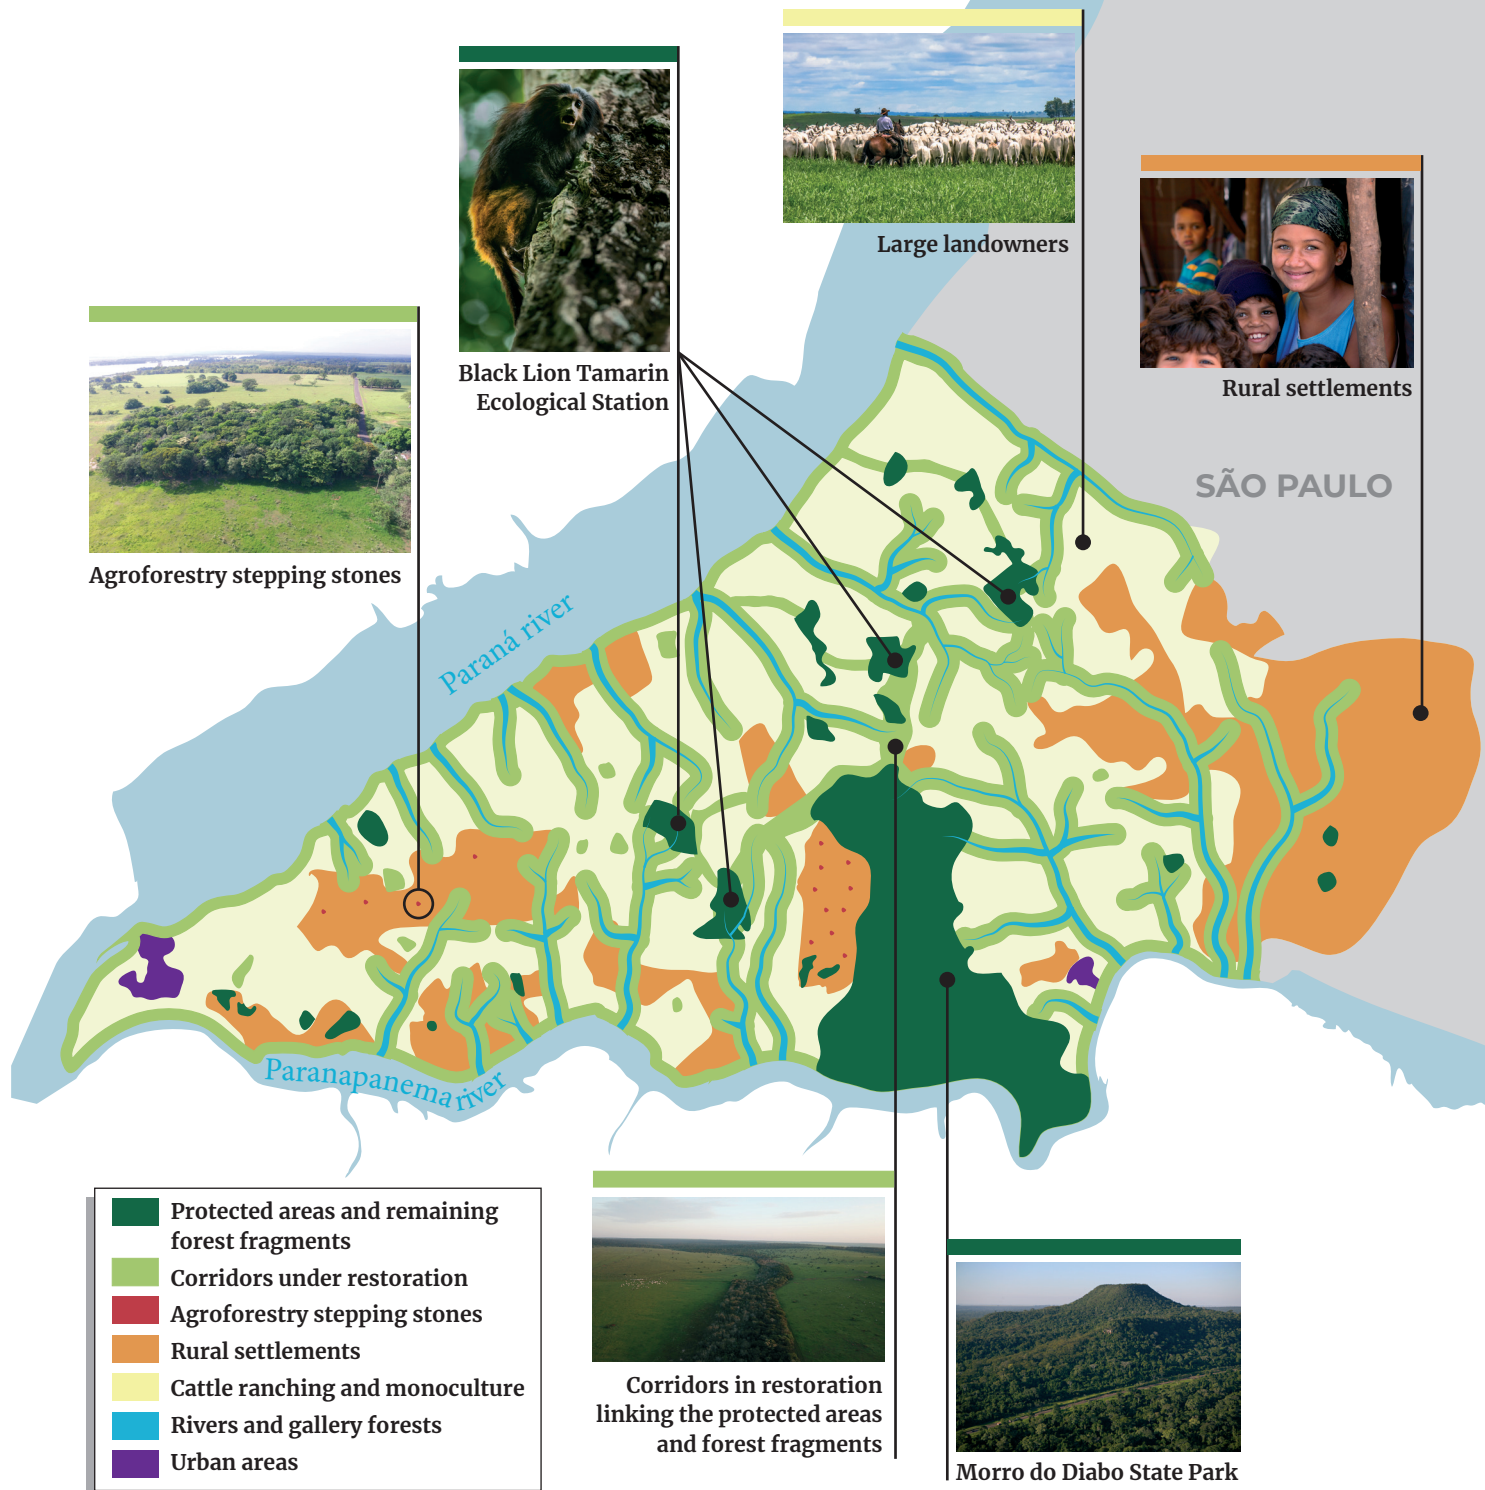 Large landowners
Rural settlements
Black Lion Tamarin
Ecological Station
SÃO PAULO
Agroforestry stepping stones
Paraná river
Paranapanema river
Protected areas and remaining
forest fragments
Corridors under restoration
Agroforestry stepping stones
Rural settlements
Cattle ranching and monoculture
Rivers and gallery forests
Urban areas
Corridors in restoration
linking the protected areas
and forest fragments
Morro do Diabo State Park